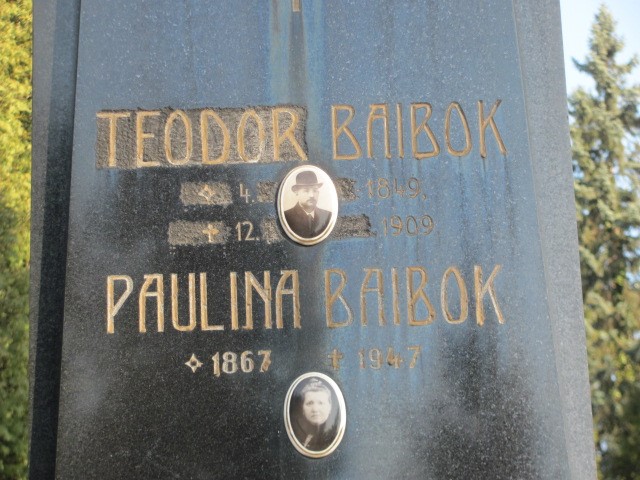 TEODOR BAIBOK
4. 1849.
✝ 12. 1909.
PAULINA BAIBOK
1867 ✝ 1947